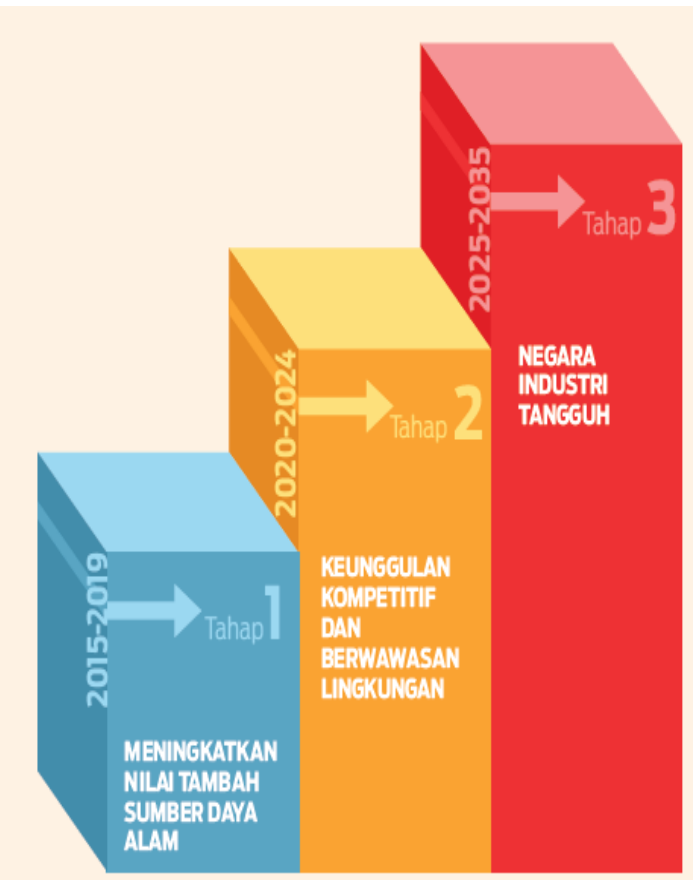 2015-2019
Tahap 1
MENINGKATKAN
NILAI TAMBAH
SUMBER DAYA
ALAM
2020-2024
Tahap 2
KEUNGGULAN
KOMPETITIF
DAN
BERWAWASAN
LINGKUNGAN
2025-2035
Tahap 3
NEGARA
INDUSTRI
TANGGUH